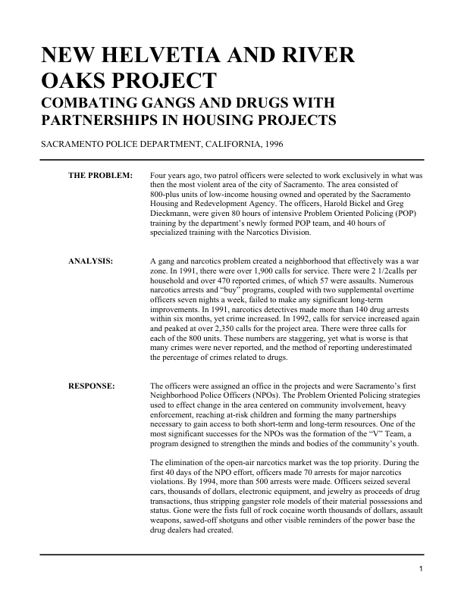 NEW HELVETIA AND RIVER
OAKS PROJECT
COMBATING GANGS AND DRUGS WITH
PARTNERSHIPS IN HOUSING PROJECTS
SACRAMENTO POLICE DEPARTMENT, CALIFORNIA, 1996
THE PROBLEM: Four years ago, two patrol officers were selected to work exclusively in what was
then the most violent area of the city of Sacramento. The area consisted of
800-plus units of low-income housing owned and operated by the Sacramento
Housing and Redevelopment Agency. The officers, Harold Bickel and Greg
Dieckmann, were given 80 hours of intensive Problem Oriented Policing (POP)
training by the department's newly formed POP team, and 40 hours of
specialized training with the Narcotics Division.
ANALYSIS: A gang and narcotics problem created a neighborhood that effectively was a war
zone. In 1991, there were over 1,900 calls for service. There were 2 1/2calls per
household and over 470 reported crimes, of which 57 were assaults. Numerous
narcotics arrests and "buy" programs, coupled with two supplemental overtime
officers seven nights a week, failed to make any significant long-term
improvements. In 1991, narcotics detectives made more than 140 drug arrests
within six months, yet crime increased. In 1992, calls for service increased again
and peaked at over 2,350 calls for the project area. There were three calls for
each of the 800 units. These numbers are staggering, yet what is worse is that
many crimes were never reported, and the method of reporting underestimated
the percentage of crimes related to drugs.
RESPONSE: The officers were assigned an office in the projects and were Sacramento's first
Neighborhood Police Officers (NPOs). The Problem Oriented Policing strategies
used to effect change in the area centered on community involvement, heavy
enforcement, reaching at-risk children and forming the many partnerships
necessary to gain access to both short-term and long-term resources. One of the
most significant successes for the NPOs was the formation of the "V" Team, a
program designed to strengthen the minds and bodies of the community's youth.
The elimination of the open-air narcotics market was the top priority. During the
first 40 days of the NPO effort, officers made 70 arrests for major narcotics
violations. By 1994, more than 500 arrests were made. Officers seized several
cars, thousands of dollars, electronic equipment, and jewelry as proceeds of drug
transactions, thus stripping gangster role models of their material possessions and
status. Gone were the fists full of rock cocaine worth thousands of dollars, assault
weapons, sawed-off shotguns and other visible reminders of the power base the
drug dealers had created.
1